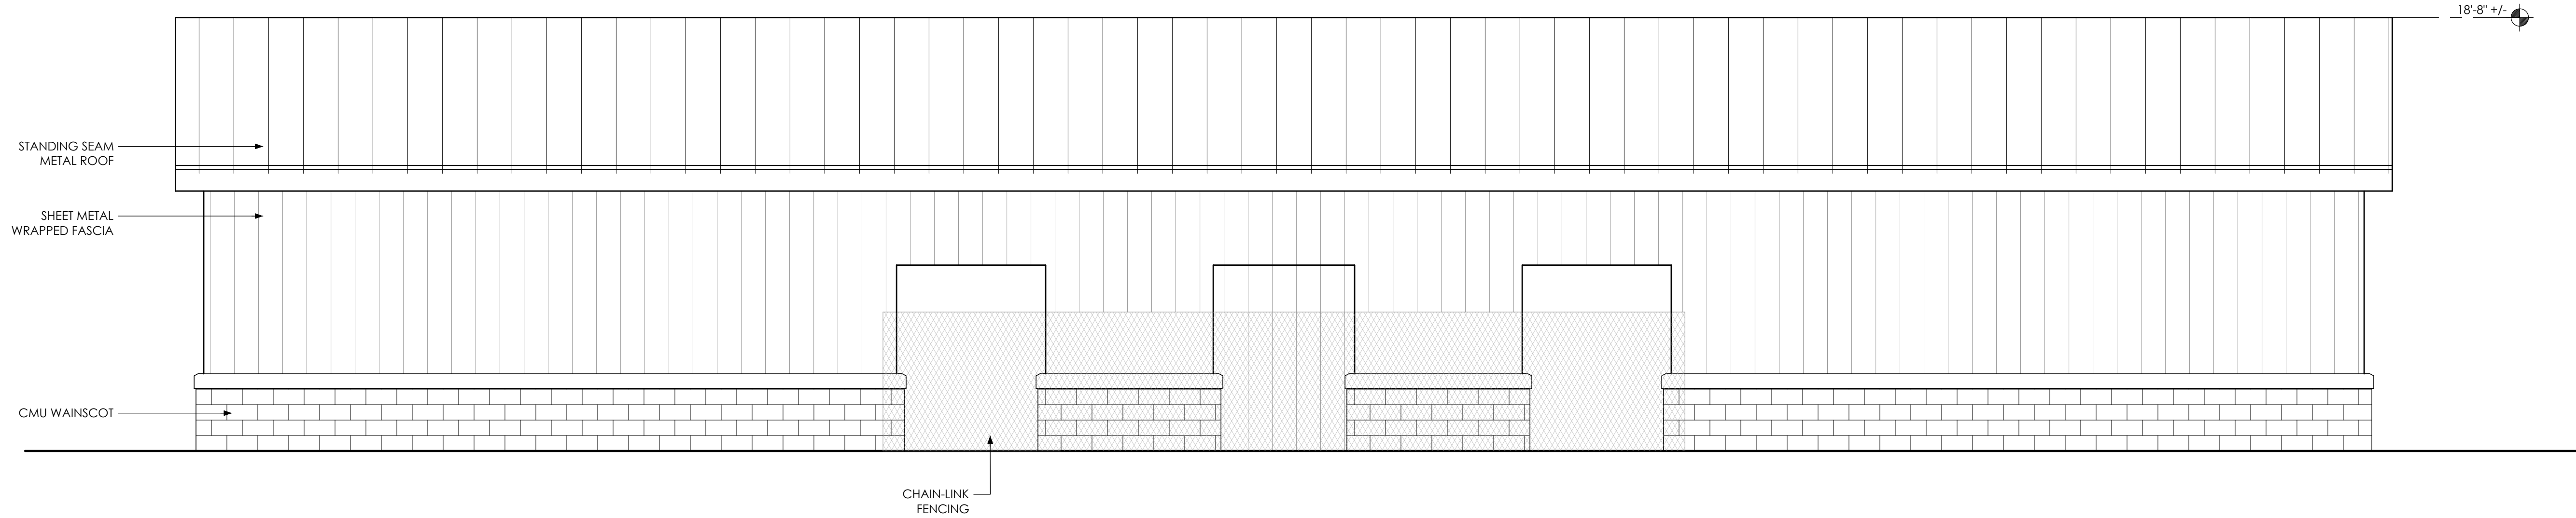 18'-8" +/-
STANDING SEAM
METAL ROOF
SHEET METAL
WRAPPED FASCIA
CMU WAINSCOT
CHAIN-LINK
FENCING